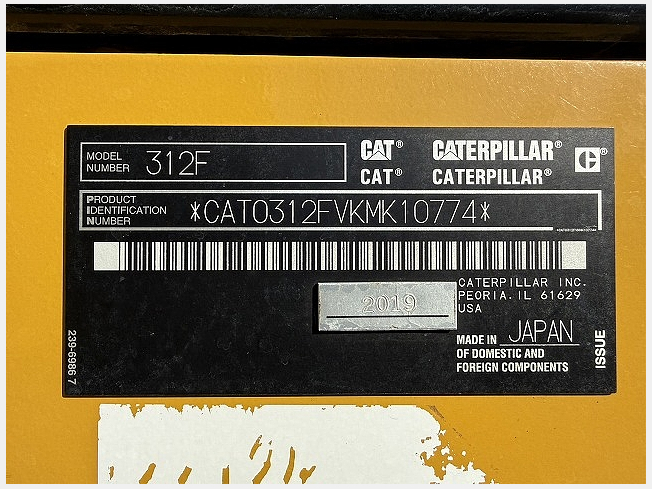 MODEL NUMBER 312F
CAT® CATERPILLAR® C®
CAT® CATERPILLAR®
PRODUCT IDENTIFICATION NUMBER *CAT0312FVKMK10774*
CATERPILLAR INC.
PEORIA, IL 61629
USA
2019
MADE IN JAPAN
OF DOMESTIC AND
FOREIGN COMPONENTS
ISSUE
239-6986 7